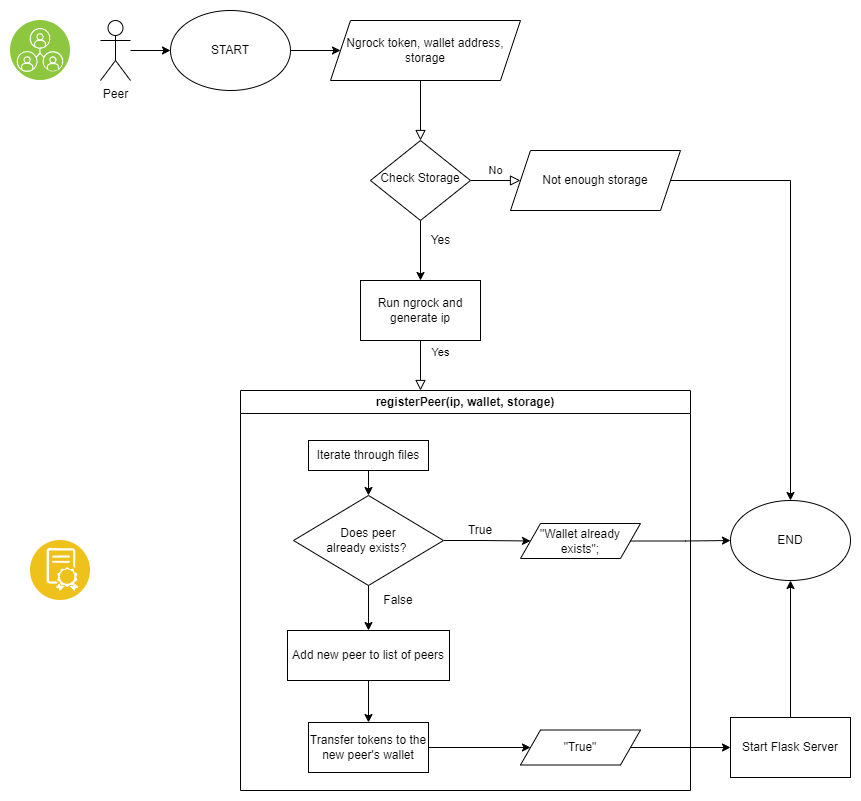 START
Ngrock token, wallet address,
storage
Peer
Check Storage
No
Not enough storage
Yes
Run ngrock and
generate ip
Yes
registerPeer(ip, wallet, storage)
Iterate through files
Does peer
already exists?
True
"Wallet already
exists";
END
False
Add new peer to list of peers
Transfer tokens to the
new peer's wallet
"True"
Start Flask Server